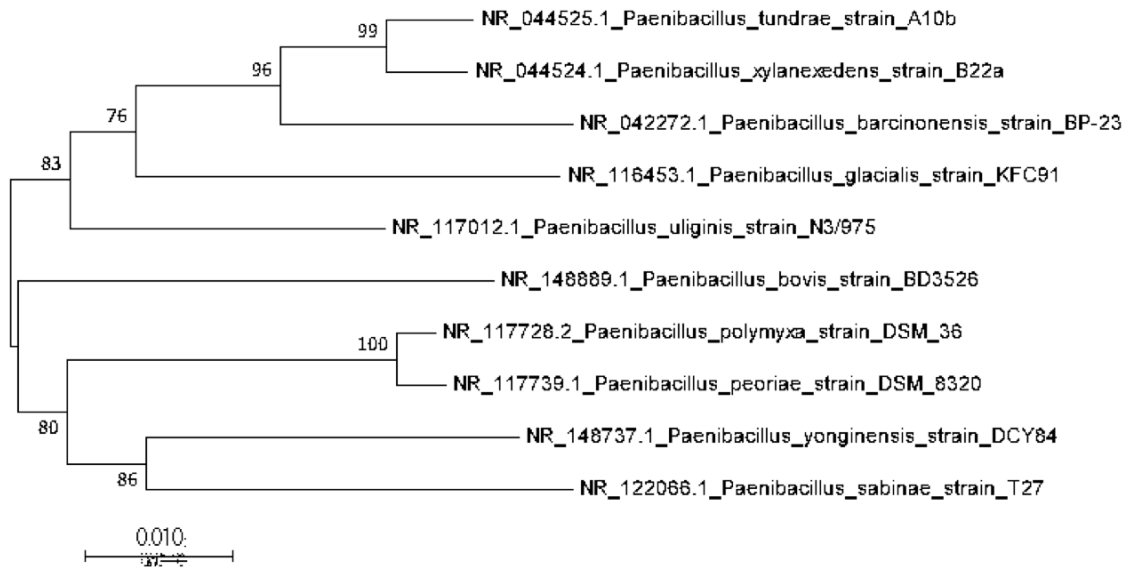 NR_044525.1_Paenibacillus_tundrae_strain_A10b
99
NR_044524.1_Paenibacillus_xylanexedens_strain_B22a
96
NR_042272.1_Paenibacillus_barcinonensis_strain_BP-23
76
NR_116453.1_Paenibacillus_glacialis_strain_KFC91
83
NR_117012.1_Paenibacillus_uliginis_strain_N3/975
NR_148889.1_Paenibacillus_bovis_strain_BD3526
NR_117728.2_Paenibacillus_polymyxa_strain_DSM_36
100
NR_117739.1_Paenibacillus_peoriae_strain_DSM_8320
80
NR_148737.1_Paenibacillus_yonginensis_strain_DCY84
86
NR_122066.1_Paenibacillus_sabinae_strain_T27
0.010